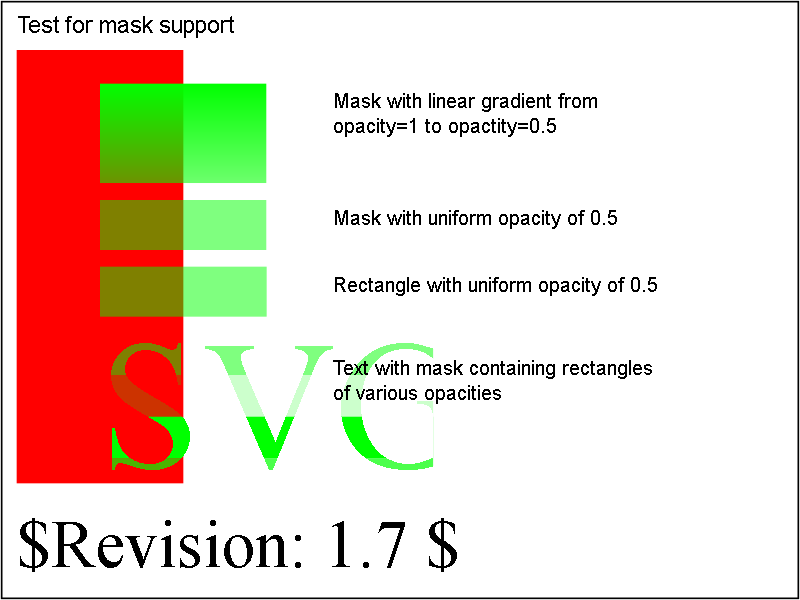 Test for mask support
Mask with linear gradient from
opacity=1 to opactity=0.5
Mask with uniform opacity of 0.5
Rectangle with uniform opacity of 0.5
SVG
Text with mask containing rectangles
of various opacities
$Revision: 1.7 $